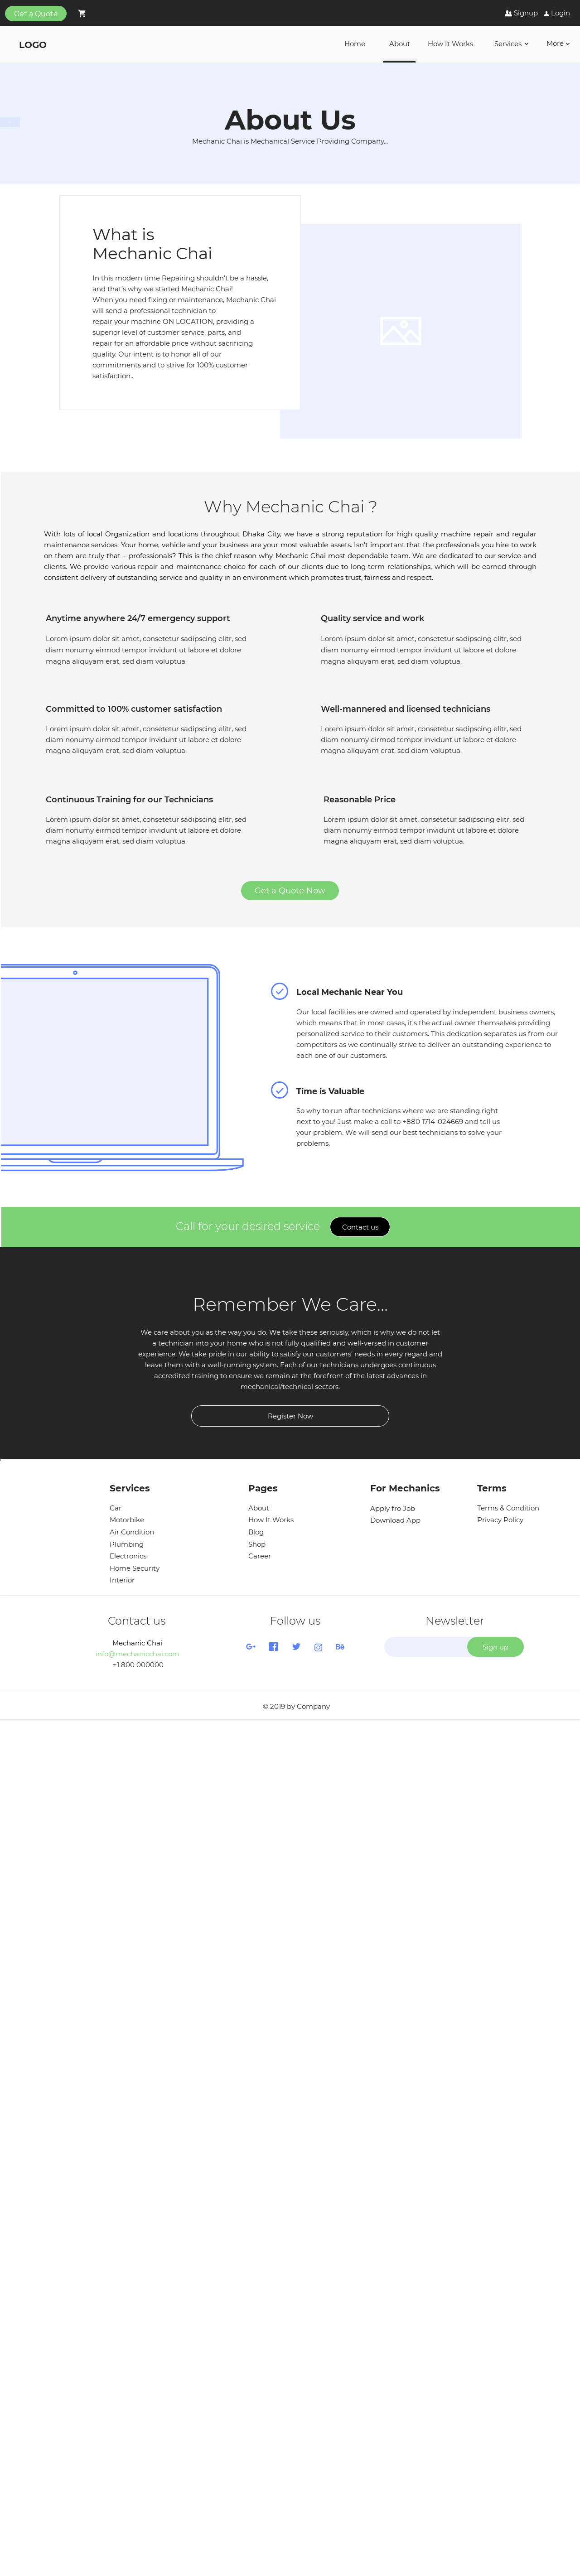 Get a Quote
Signup
Login
LOGO
Home
About
How It Works
Services
More
About Us
Mechanic Chai is Mechanical Service Providing Company...
What is
Mechanic Chai
In this modern time Repairing shouldn't be a hassle,
and that's why we started Mechanic Chai!
When you need fixing or maintenance, Mechanic Chai
will send a professional technician to
repair your machine ON LOCATION, providing a
superior level of customer service, parts, and
repair for an affordable price without sacrificing
quality. Our intent is to honor all of our
commitments and to strive for 100% customer
satisfaction..
Why Mechanic Chai ?
With lots of local Organization and locations throughout Dhaka City, we have a strong reputation for high quality machine repair and regular
maintenance services. Your home, vehicle and your business are your most valuable assets. Isn't important that the professionals you hire to work
on them are truly that – professionals? This is the chief reason why Mechanic Chai most dependable team. We are dedicated to our service and
clients. We provide various repair and maintenance choice for each of our clients due to long term relationships, which will be earned through
consistent delivery of outstanding service and quality in an environment which promotes trust, fairness and respect.
Anytime anywhere 24/7 emergency support
Lorem ipsum dolor sit amet, consetetur sadipscing elitr, sed
diam nonumy eirmod tempor invidunt ut labore et dolore
magna aliquyam erat, sed diam voluptua.
Quality service and work
Lorem ipsum dolor sit amet, consetetur sadipscing elitr, sed
diam nonumy eirmod tempor invidunt ut labore et dolore
magna aliquyam erat, sed diam voluptua.
Committed to 100% customer satisfaction
Lorem ipsum dolor sit amet, consetetur sadipscing elitr, sed
diam nonumy eirmod tempor invidunt ut labore et dolore
magna aliquyam erat, sed diam voluptua.
Well-mannered and licensed technicians
Lorem ipsum dolor sit amet, consetetur sadipscing elitr, sed
diam nonumy eirmod tempor invidunt ut labore et dolore
magna aliquyam erat, sed diam voluptua.
Continuous Training for our Technicians
Lorem ipsum dolor sit amet, consetetur sadipscing elitr, sed
diam nonumy eirmod tempor invidunt ut labore et dolore
magna aliquyam erat, sed diam voluptua.
Reasonable Price
Lorem ipsum dolor sit amet, consetetur sadipscing elitr, sed
diam nonumy eirmod tempor invidunt ut labore et dolore
magna aliquyam erat, sed diam voluptua.
Get a Quote Now
Local Mechanic Near You
Our local facilities are owned and operated by independent business owners,
which means that in most cases, it's the actual owner themselves providing
personalized service to their customers. This dedication separates us from our
competitors as we continually strive to deliver an outstanding experience to
each one of our customers.
Time is Valuable
So why to run after technicians where we are standing right
next to you! Just make a call to +880 1714-024669 and tell us
your problem. We will send our best technicians to solve your
problems.
Call for your desired service
Contact us
Remember We Care...
We care about you as the way you do. We take these seriously, which is why we do not let
a technician into your home who is not fully qualified and well-versed in customer
experience. We take pride in our ability to satisfy our customers' needs in every regard and
leave them with a well-running system. Each of our technicians undergoes continuous
accredited training to ensure we remain at the forefront of the latest advances in
mechanical/technical sectors.
Register Now
Services
Car
Motorbike
Air Condition
Plumbing
Electronics
Home Security
Interior
Pages
About
How It Works
Blog
Shop
Career
For Mechanics
Apply fro Job
Download App
Terms
Terms & Condition
Privacy Policy
Contact us
Mechanic Chai
info@mechanicchai.com
+1 800 000000
Follow us
Newsletter
Sign up
© 2019 by Company